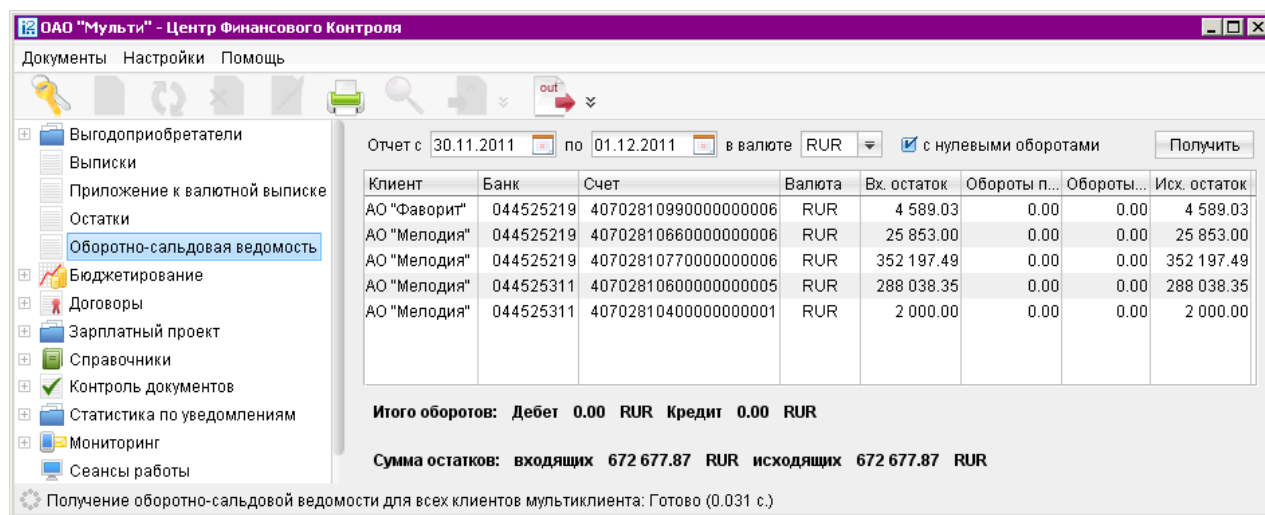 ОАО "Мульти" - Центр Финансового Контроля
Документы Настройки Помощь
out
Выгодоприобретатели
Выписки
Приложение к валютной выписке
Остатки
Оборотно-сальдовая ведомость
Бюджетирование
Договоры
Зарплатный проект
Справочники
Контроль документов
Статистика по уведомлениям
Мониторинг
Сеансы работы
Отчет с 30.11.2011 по 01.12.2011 в валюте RUR с нулевыми оборотами Получить
Клиент Банк Счет Валюта Вх. остаток Обороты п... Обороты... Исх. остаток
АО "Фаворит" 044525219 40702810990000000006 RUR 4 589.03 0.00 0.00 4 589.03
АО "Мелодия" 044525219 40702810660000000006 RUR 25 853.00 0.00 0.00 25 853.00
АО "Мелодия" 044525219 40702810770000000006 RUR 352 197.49 0.00 0.00 352 197.49
АО "Мелодия" 044525311 40702810600000000005 RUR 288 038.35 0.00 0.00 288 038.35
АО "Мелодия" 044525311 40702810400000000001 RUR 2 000.00 0.00 0.00 2 000.00
Итого оборотов: Дебет 0.00 RUR Кредит 0.00 RUR
Сумма остатков: входящих 672 677.87 RUR исходящих 672 677.87 RUR
Получение оборотно-сальдовой ведомости для всех клиентов мультиклиента: Готово (0.031 с.)